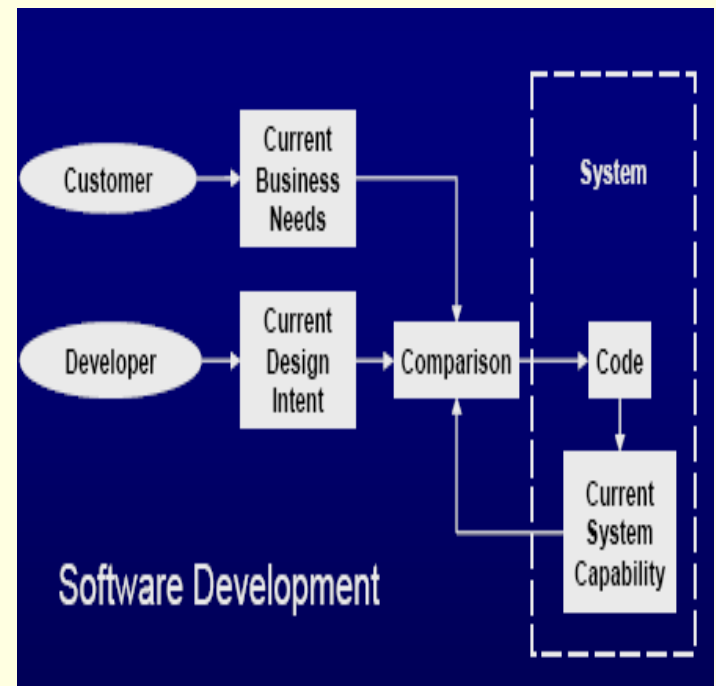 Customer
Current
Business
Needs
System
Developer
Current
Design
Intent
Comparison
Code
Current
System
Capability
Software Development